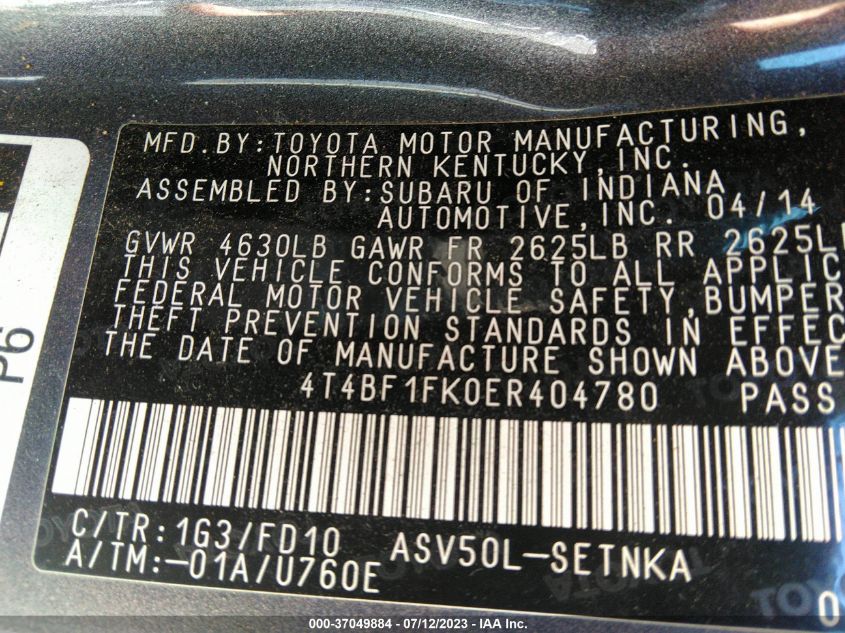 MFD.BY:TOYOTA MOTOR MANUFACTURING,
NORTHERN KENTUCKY,INC.
ASSEMBLED BY:SUBARU OF INDIANA
AUTOMOTIVE,INC. 04/14
GVWR 4630LB GAWR FR 2625LB RR 2625L
THIS VEHICLE CONFORMS TO ALL APPLIC
FEDERAL MOTOR VEHICLE SAFETY,BUMPER
THEFT PREVENTION STANDARDS IN EFFEC
THE DATE OF MANUFACTURE SHOWN ABOVE
4T4BF1FK0ER404780 PASS
C/TR:1G3/FD10 ASV50L-SETNKA
A/TM:-01A/U760E
P6
000-37049884 - 07/12/2023 - IAA Inc.